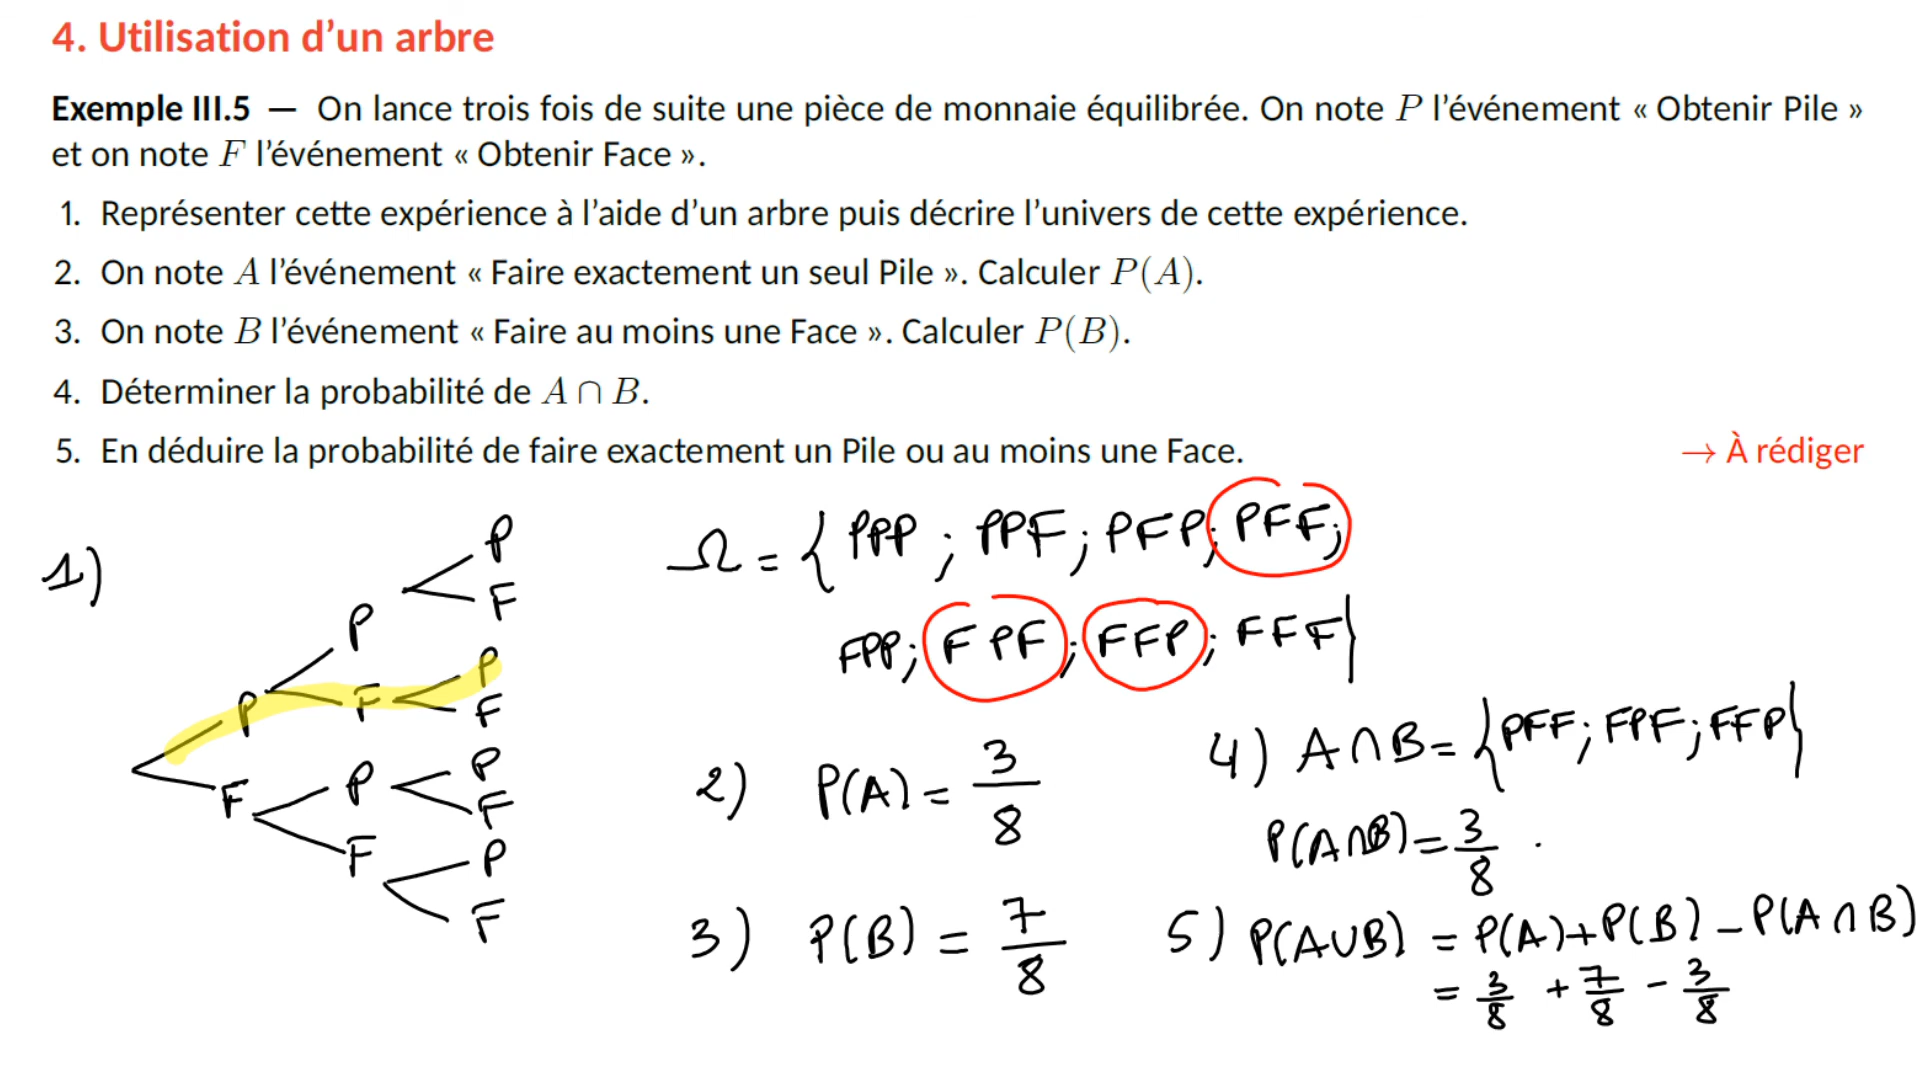 4. Utilisation d’un arbre
Exemple III.5 — On lance trois fois de suite une pièce de monnaie équilibrée. On note P l’événement « Obtenir Pile »
et on note F l’événement « Obtenir Face ».
1. Représenter cette expérience à l’aide d’un arbre puis décrire l’univers de cette expérience.
2. On note A l’événement « Faire exactement un seul Pile ». Calculer P(A).
3. On note B l’événement « Faire au moins une Face ». Calculer P(B).
4. Déterminer la probabilité de A ∩ B.
5. En déduire la probabilité de faire exactement un Pile ou au moins une Face.
→ À rédiger
1)
P
F
P
P
F
P
F
P
P
F
F
P
F
P
F
Ω = { PPP ; PPF ; PFP ; PFF ;
FPP ; FPF ; FFP ; FFF }
2) P(A) = 3/8
3) P(B) = 7/8
4) A ∩ B = { PFF ; FPF ; FFP }
P(A∩B) = 3/8 .
5) P(A∪B) = P(A) + P(B) - P(A ∩ B)
= 3/8 + 7/8 - 3/8